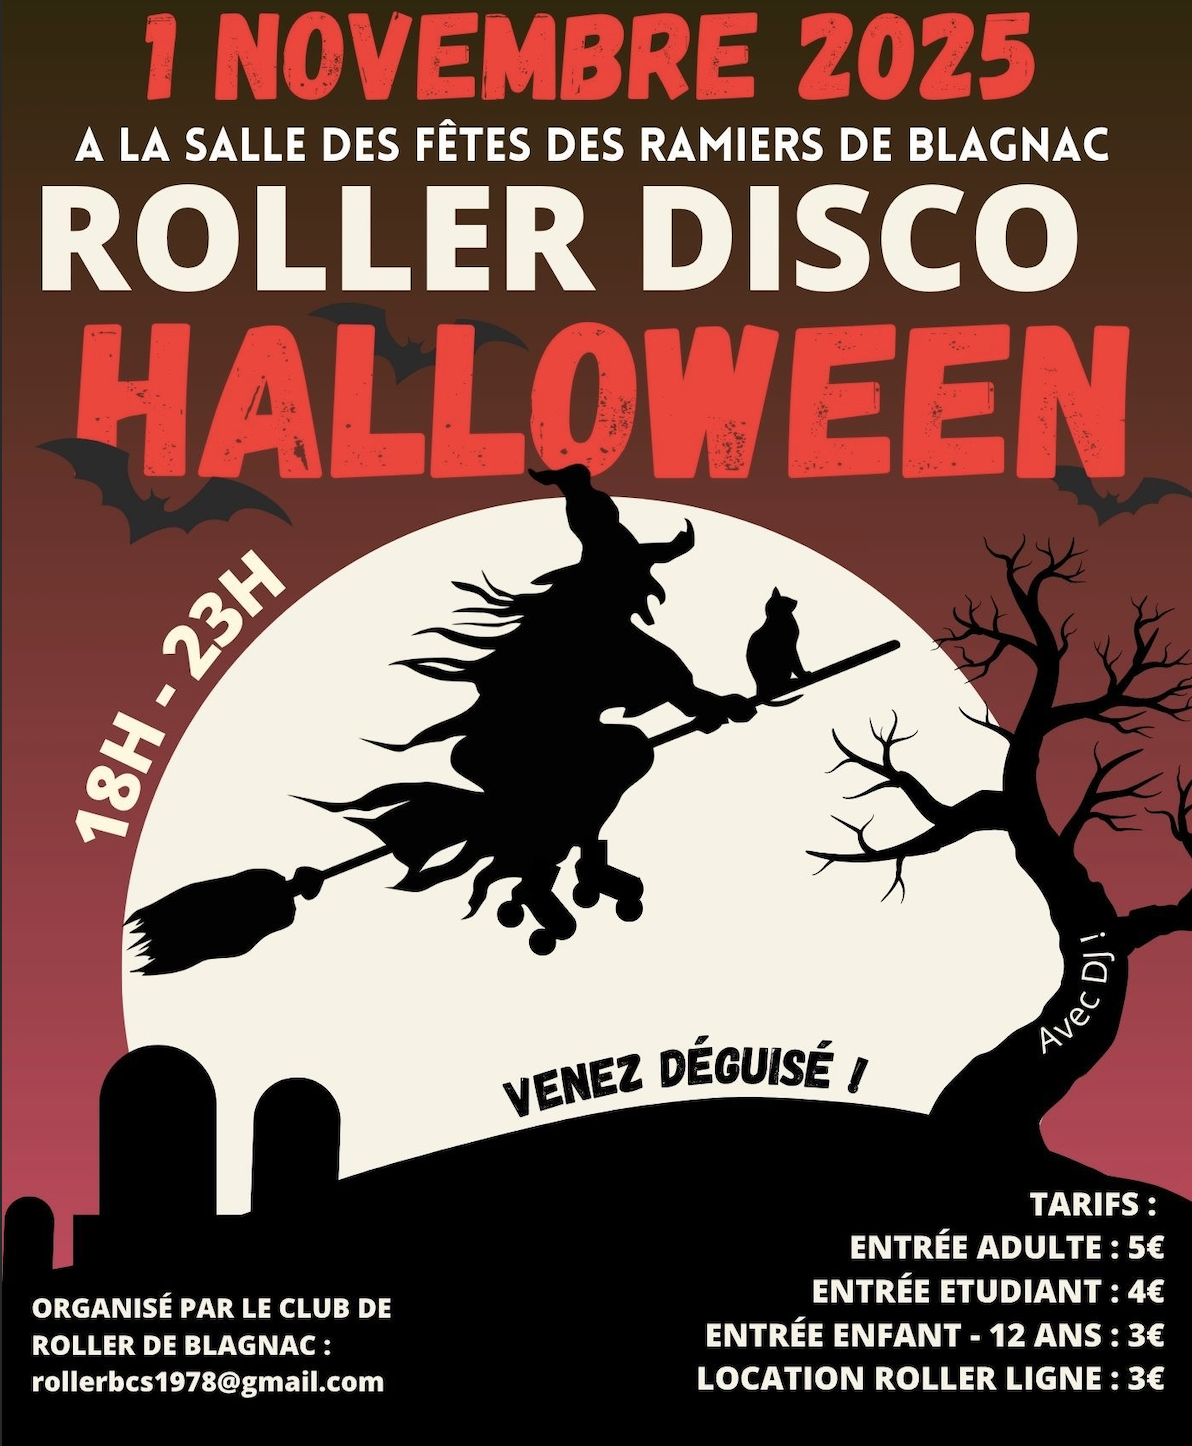 1 NOVEMBRE 2025
A LA SALLE DES FÊTES DES RAMIERS DE BLAGNAC
ROLLER DISCO
HALLOWEEN
18H - 23H
Avec DJ !
VENEZ DÉGUISÉ !
TARIFS :
ENTRÉE ADULTE : 5€
ENTRÉE ETUDIANT : 4€
ENTRÉE ENFANT - 12 ANS : 3€
LOCATION ROLLER LIGNE : 3€
ORGANISÉ PAR LE CLUB DE
ROLLER DE BLAGNAC :
rollerbcs1978@gmail.com